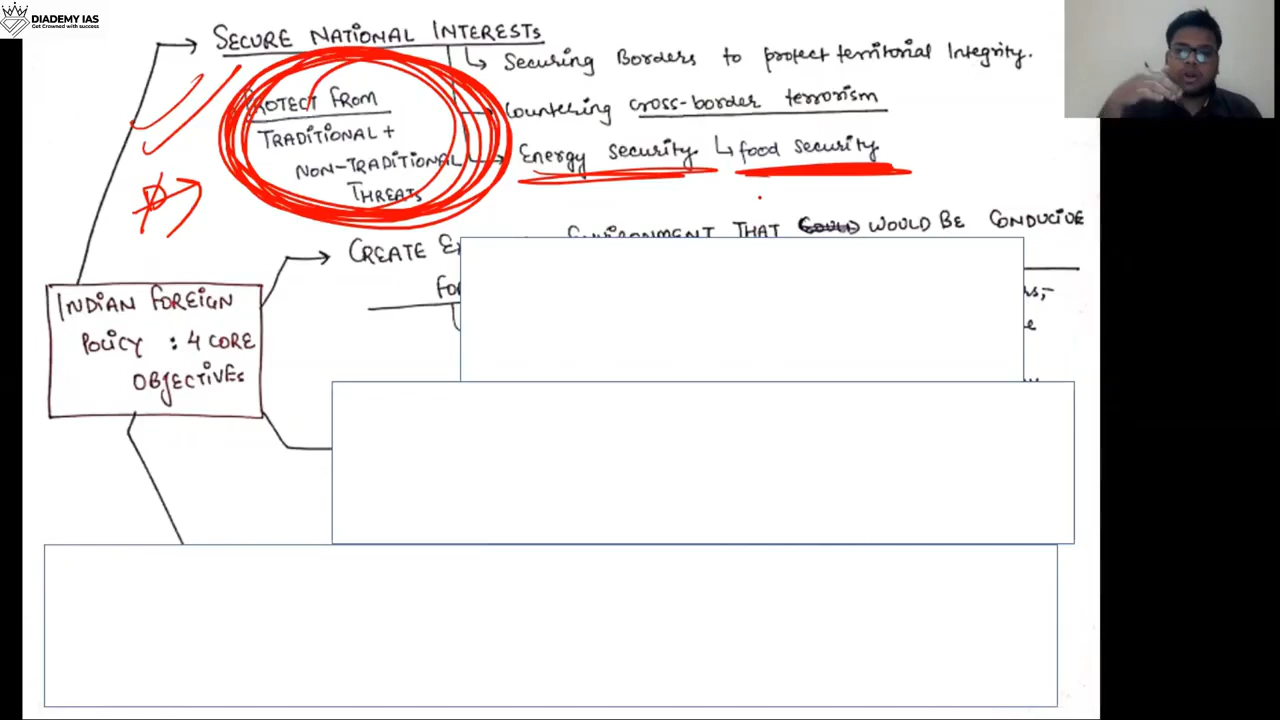 DIADEMY IAS
Get Crowned with success
SECURE NATIONAL INTERESTS
Securing Borders to protect territorial Integrity.
PROTECT FROM
TRADITIONAL +
NON-TRADITIONAL
THREATS
Countering cross-border terrorism
Energy security
food security
CREATE
ENVIRONMENT THAT WOULD BE CONDUCIVE
INDIAN FOREIGN
POLICY : 4 CORE
OBJECTIVES